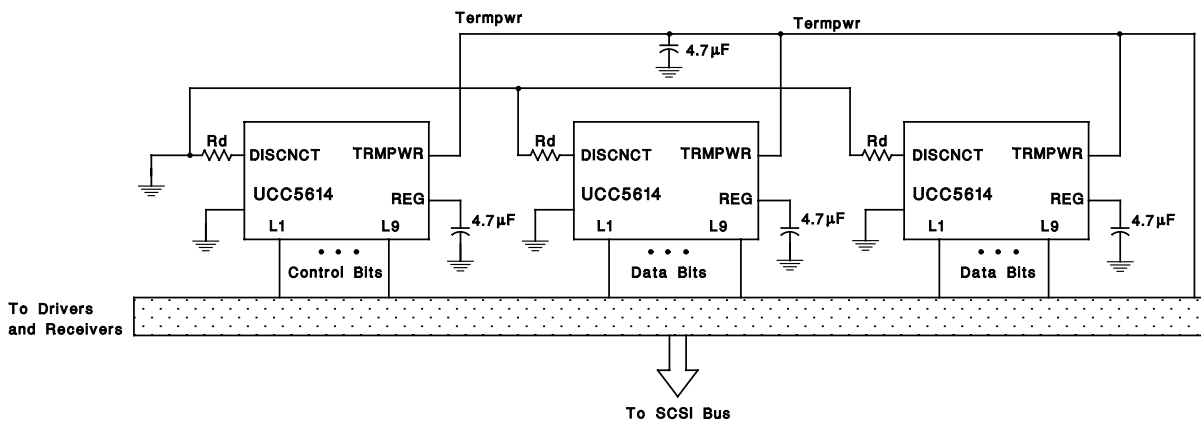 Termpwr
Termpwr
4.7µF
Rd
DISCNCT
TRMPWR
UCC5614
REG
L1
L9
4.7µF
• • •
Control Bits
Rd
DISCNCT
TRMPWR
UCC5614
REG
L1
L9
4.7µF
• • •
Data Bits
Rd
DISCNCT
TRMPWR
UCC5614
REG
L1
L9
4.7µF
• • •
Data Bits
To Drivers
and Receivers
To SCSI Bus